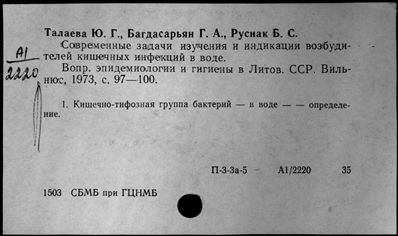 Талаева Ю. Г., Багдасарьян Г. А., Руснак Б. С.
Современные задачи изучения и индикации возбуди-
телей кишечных инфекций в воде.
Вопр. эпидемиологии и гигиены в Литов. ССР. Виль-
нюс, 1973, с. 97—100.
А1
2220
1. Кишечно-тифозная группа бактерий — в воде — — определе-
ние.
П-3-3а-5 А1/2220 35
1503 СБМБ при ГЦНМБ